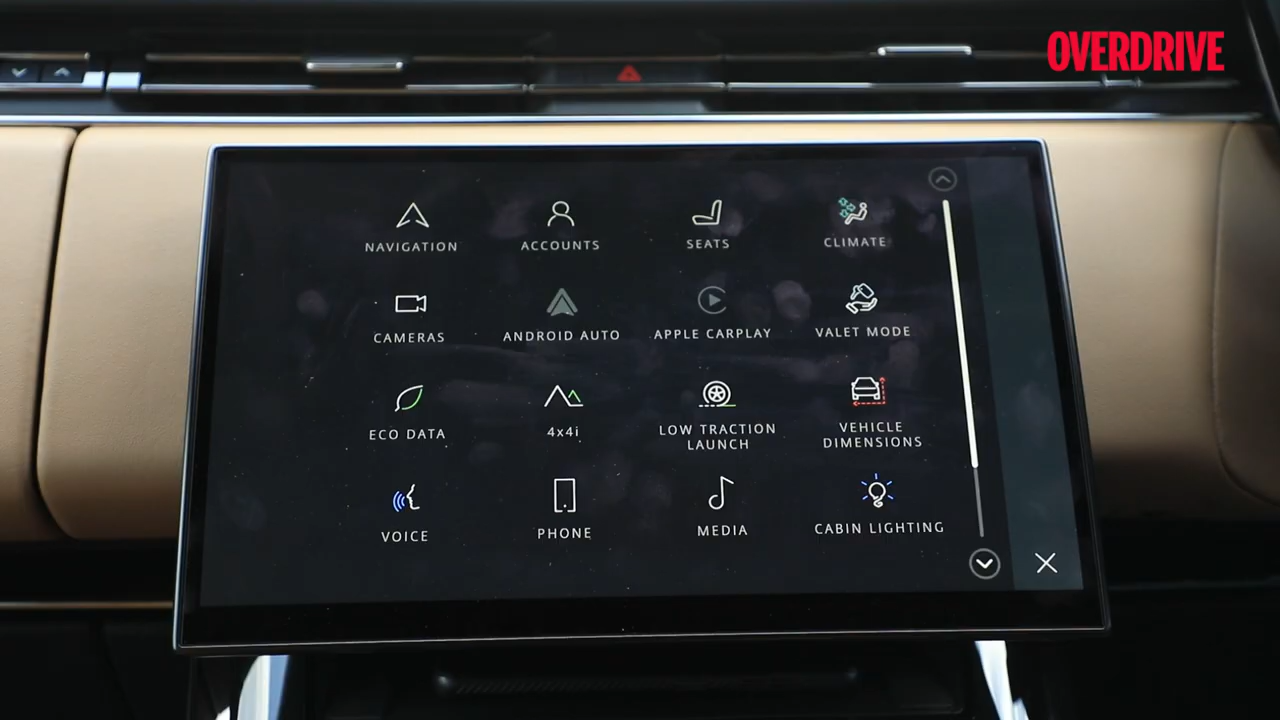 OVERDRIVE
NAVIGATION
ACCOUNTS
SEATS
CLIMATE
CAMERAS
ANDROID AUTO
APPLE CARPLAY
VALET MODE
ECO DATA
4x4i
LOW TRACTION
LAUNCH
VEHICLE
DIMENSIONS
VOICE
PHONE
MEDIA
CABIN LIGHTING